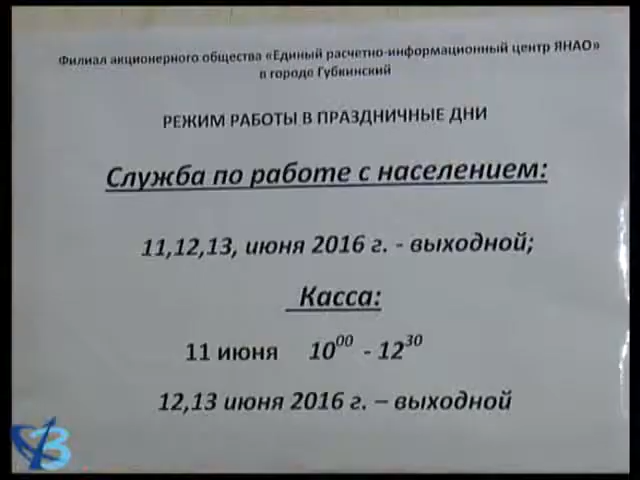 Филиал акционерного общества «Единый расчетно-информационный центр ЯНАО»
в городе Губкинский
РЕЖИМ РАБОТЫ В ПРАЗДНИЧНЫЕ ДНИ
Служба по работе с населением:
11,12,13, июня 2016 г. - выходной;
Касса:
11 июня 10⁰⁰ - 12³⁰
12,13 июня 2016 г. – выходной